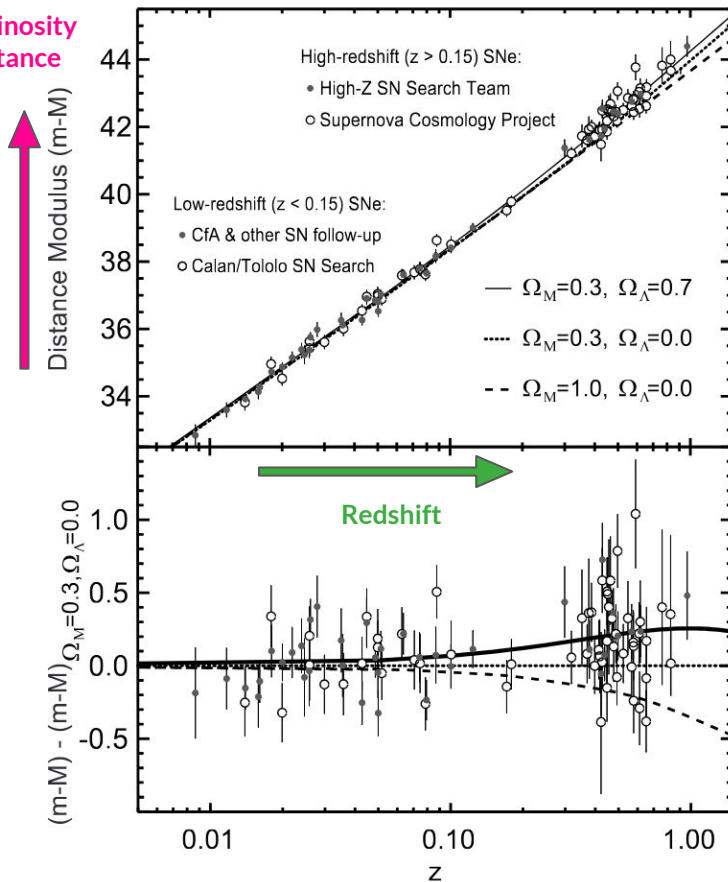 inosity
tance
Distance Modulus (m-M)
44
42
40
38
36
34
High-redshift (z > 0.15) SNe:
High-Z SN Search Team
Supernova Cosmology Project
Low-redshift (z < 0.15) SNe:
CfA & other SN follow-up
Calan/Tololo SN Search
Ω_M=0.3, Ω_Λ=0.7
Ω_M=0.3, Ω_Λ=0.0
Ω_M=1.0, Ω_Λ=0.0
Redshift
(m-M) - (m-M)_Ω_M=0.3,Ω_Λ=0.0
1.0
0.5
0.0
-0.5
0.01
0.10
1.00
z